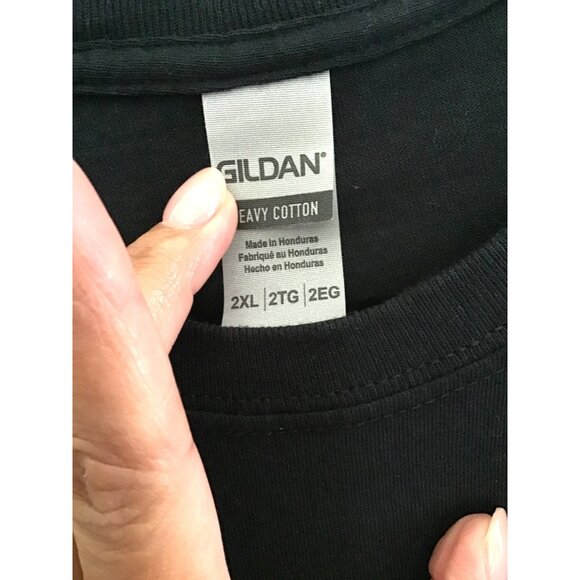 GILDAN®
EAVY COTTON
Made in Honduras
Fabriqué au Honduras
Hecho en Honduras
2XL | 2TG | 2EG